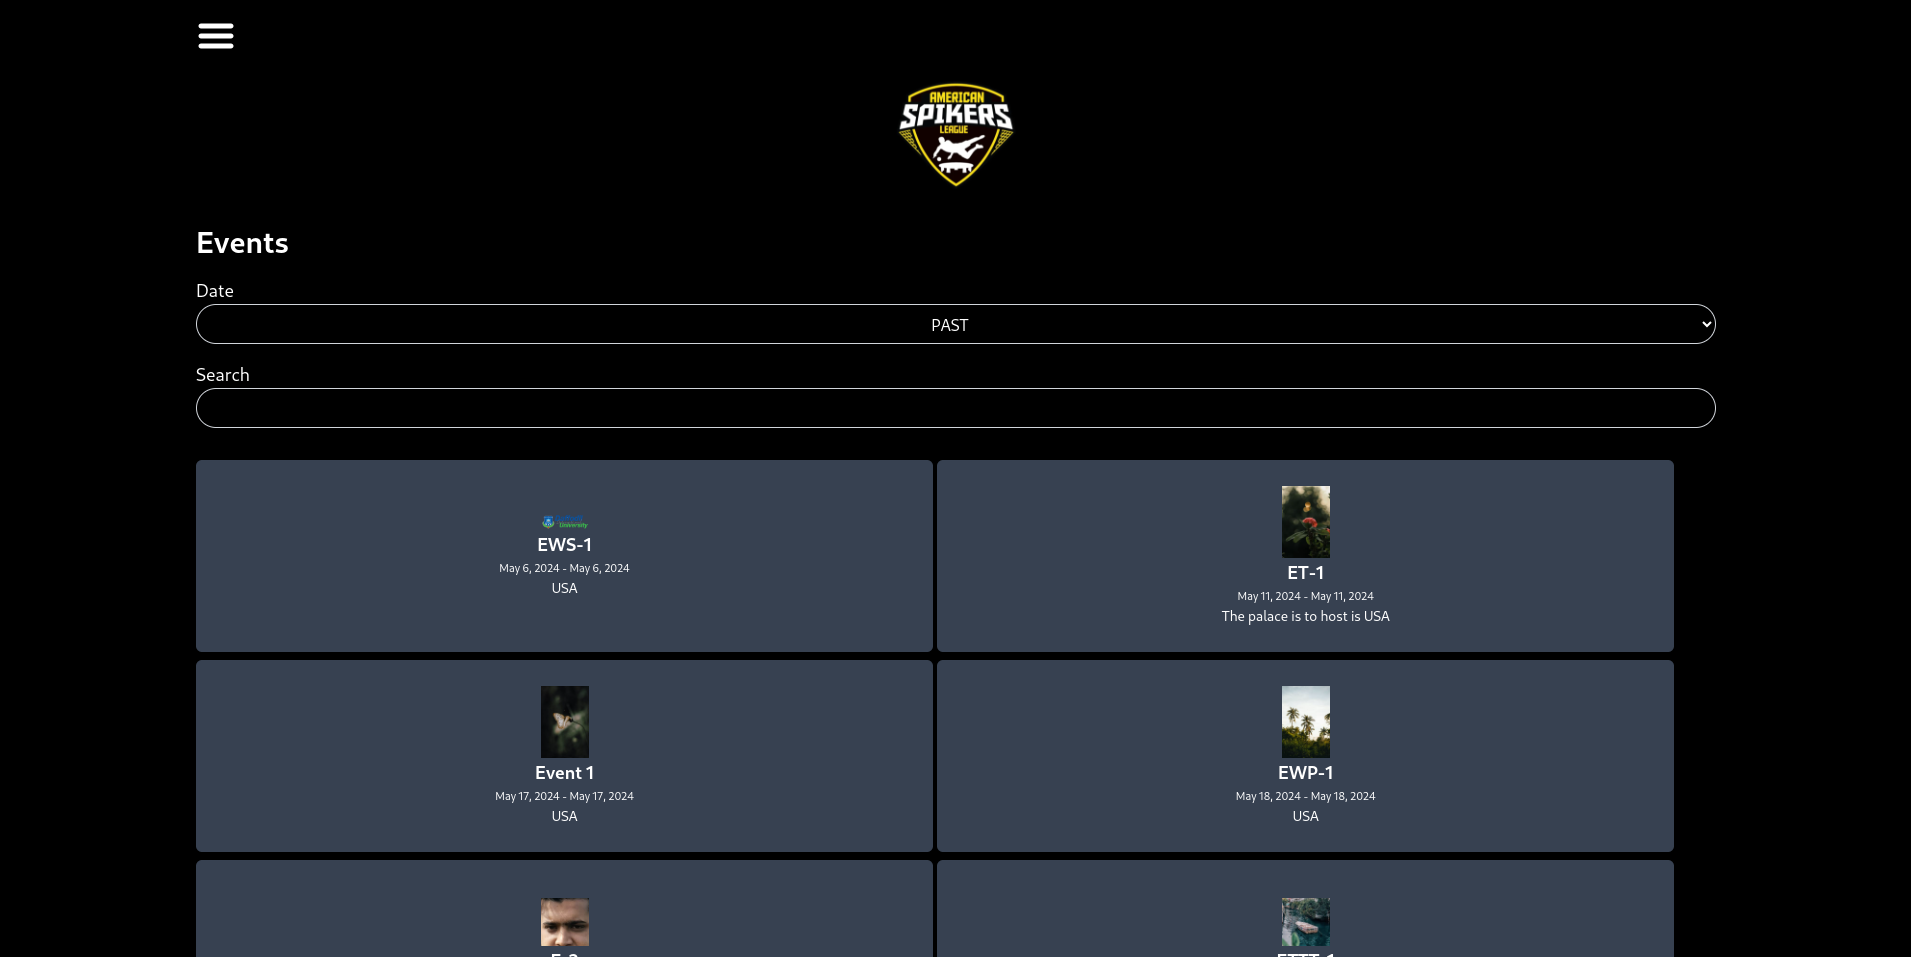 AMERICAN
SPIKERS
LEAGUE
Events
Date
PAST
Search
University
EWS-1
May 6, 2024 - May 6, 2024
USA
ET-1
May 11, 2024 - May 11, 2024
The palace is to host is USA
Event 1
May 17, 2024 - May 17, 2024
USA
EWP-1
May 18, 2024 - May 18, 2024
USA